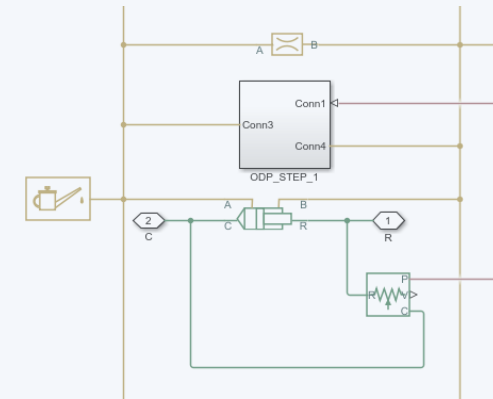 A B
Conn1
Conn3
Conn4
ODP_STEP_1
A B
2 C R 1
C R
P
R V
C